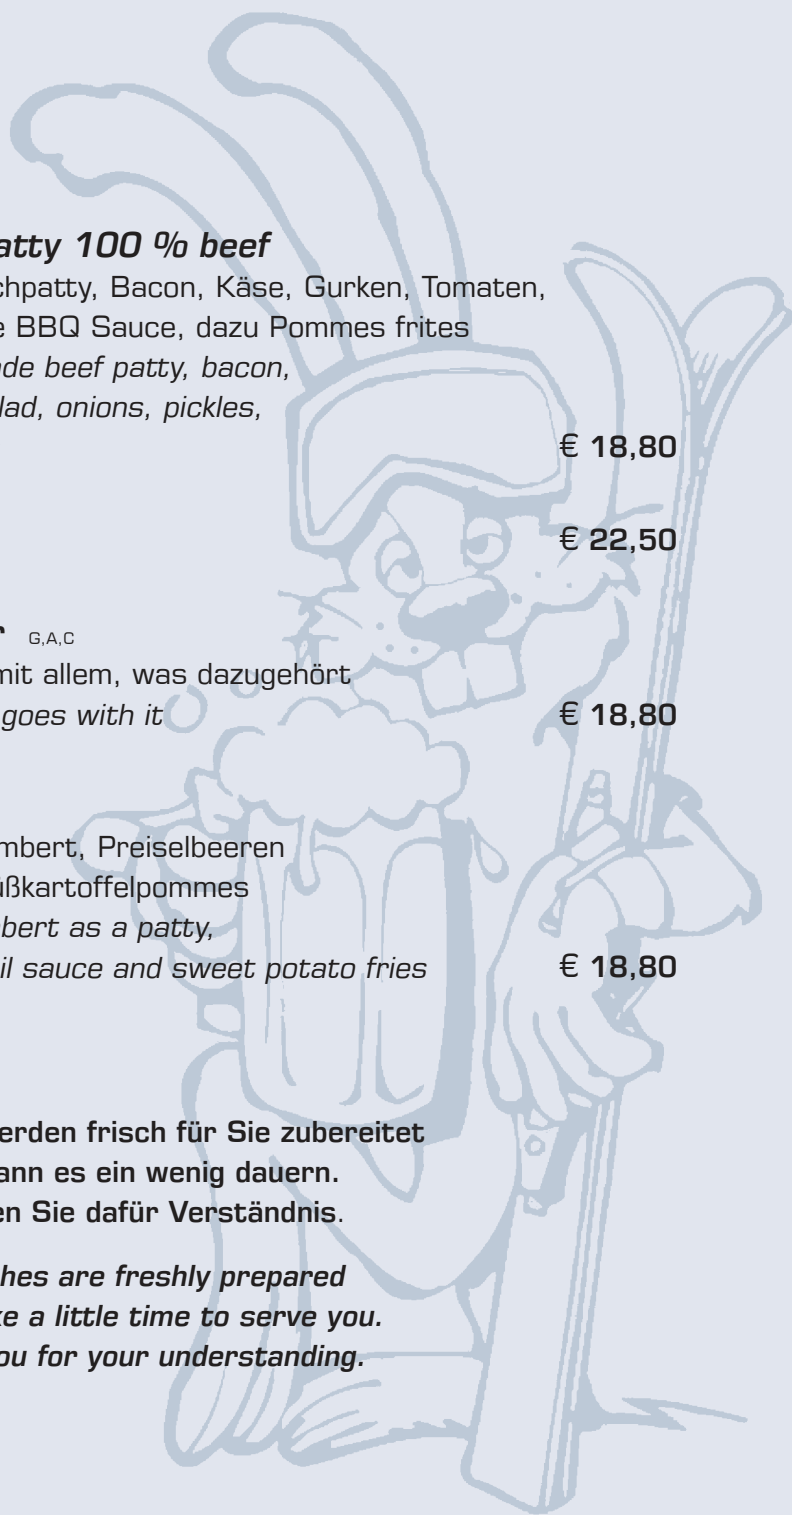 atty 100 % beef
chpatty, Bacon, Käse, Gurken, Tomaten,
e BBQ Sauce, dazu Pommes frites
ade beef patty, bacon,
lad, onions, pickles,
€ 18,80
€ 22,50
r G,A,C
mit allem, was dazugehört
goes with it € 18,80
mbert, Preiselbeeren
üßkartoffelpommes
bert as a patty,
il sauce and sweet potato fries € 18,80
erden frisch für Sie zubereitet
ann es ein wenig dauern.
en Sie dafür Verständnis.
hes are freshly prepared
ke a little time to serve you.
ou for your understanding.